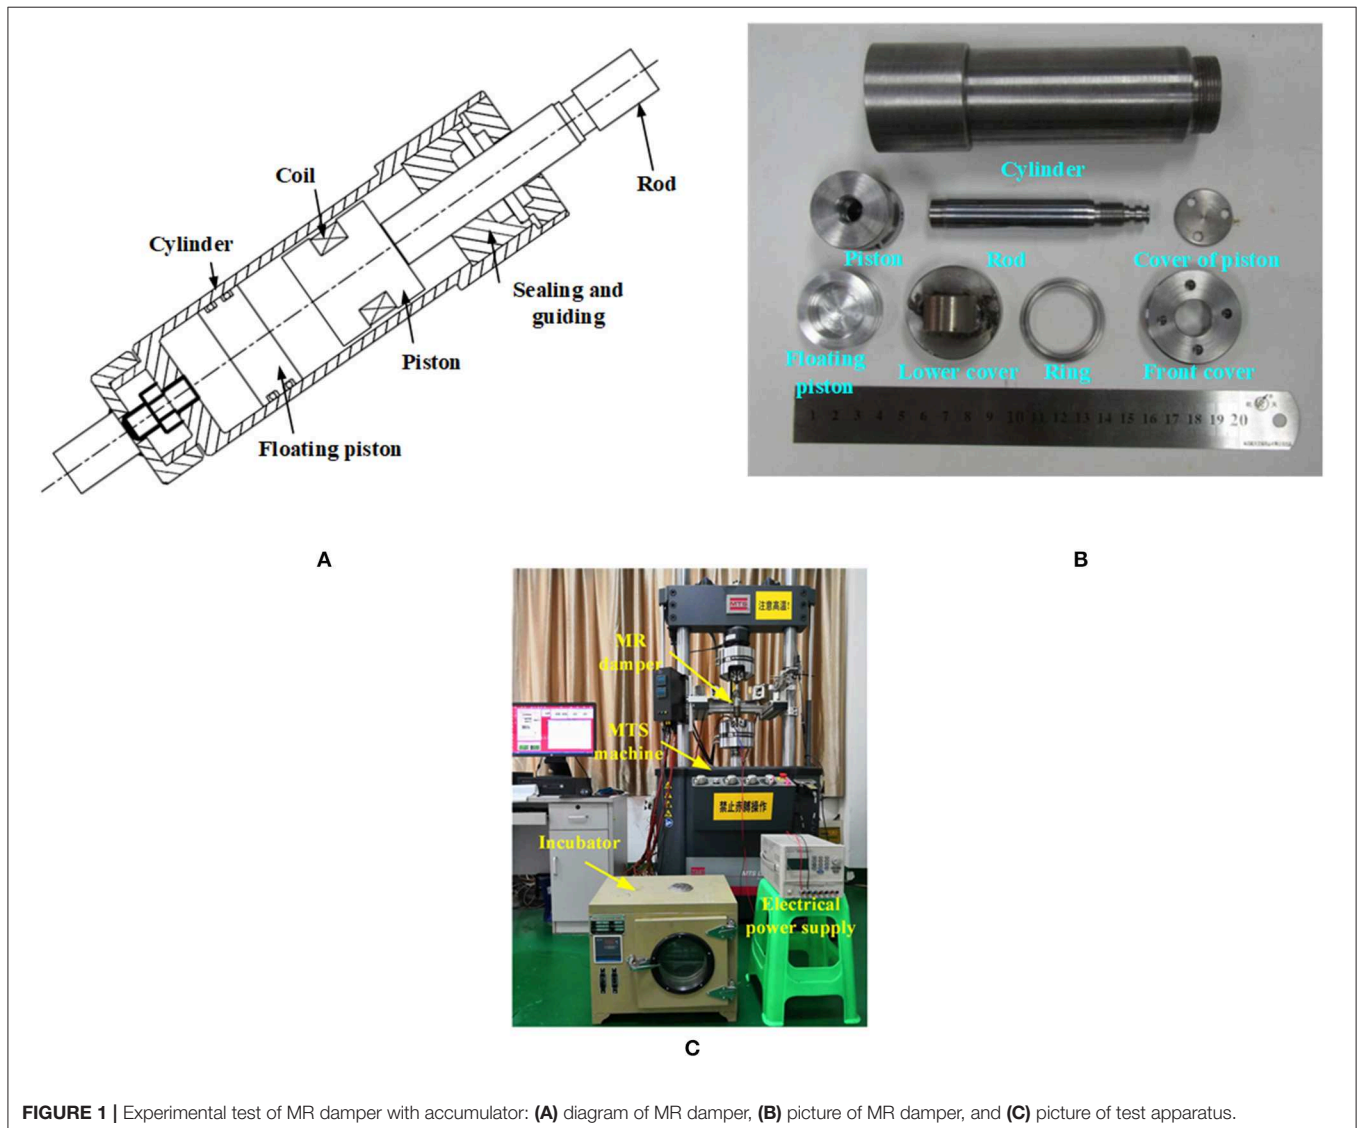 Coil
Rod
Cylinder
Sealing and
guiding
Piston
Floating piston
A
Cylinder
Piston
Rod
Cover of piston
Floating
piston
Lower cover
Ring
Front cover
1 2 3 4 5 6 7 8 9 10 11 12 13 14 15 16 17 18 19 20
B
MTS
注意高温!
MR
damper
MTS
machine
禁止赤膊操作
Incubator
MTS
Electrical
power supply
C
FIGURE 1 | Experimental test of MR damper with accumulator: (A) diagram of MR damper, (B) picture of MR damper, and (C) picture of test apparatus.